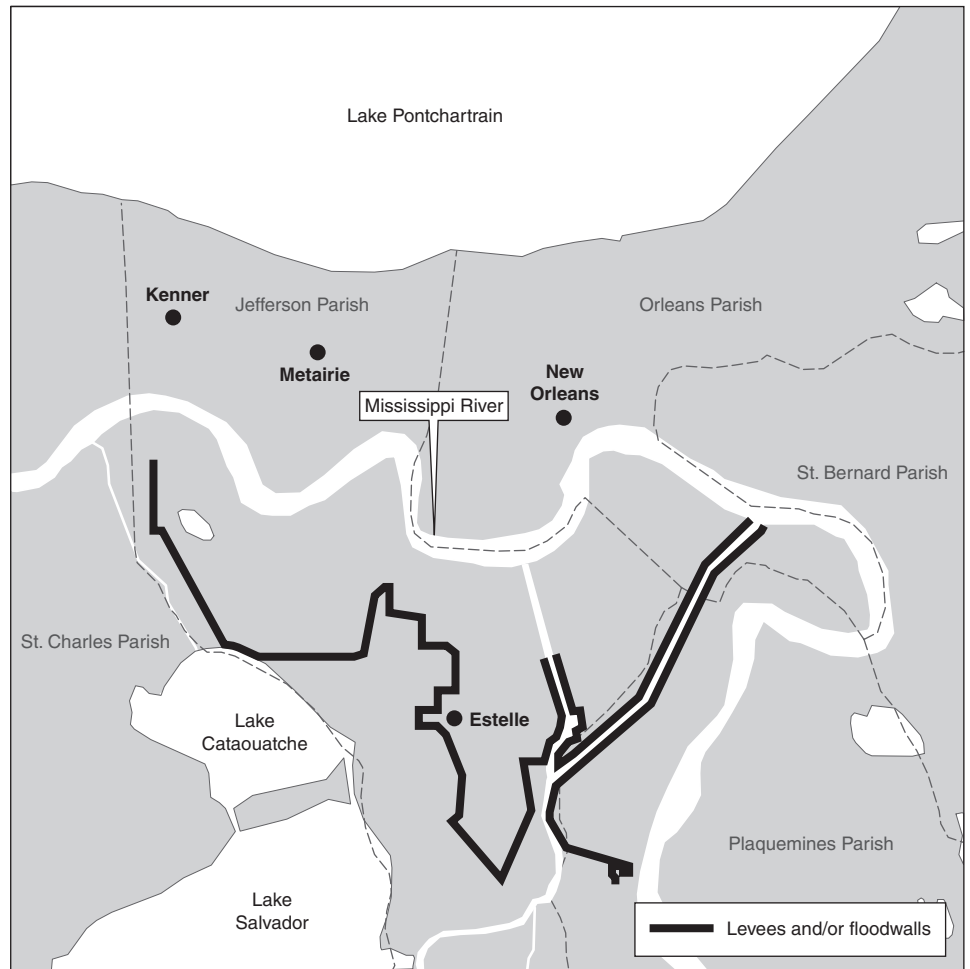 Lake Pontchartrain
Kenner
Jefferson Parish
Orleans Parish
Metairie
New
Orleans
Mississippi River
St. Bernard Parish
St. Charles Parish
Lake
Cataouatche
Estelle
Plaquemines Parish
Lake
Salvador
Levees and/or floodwalls